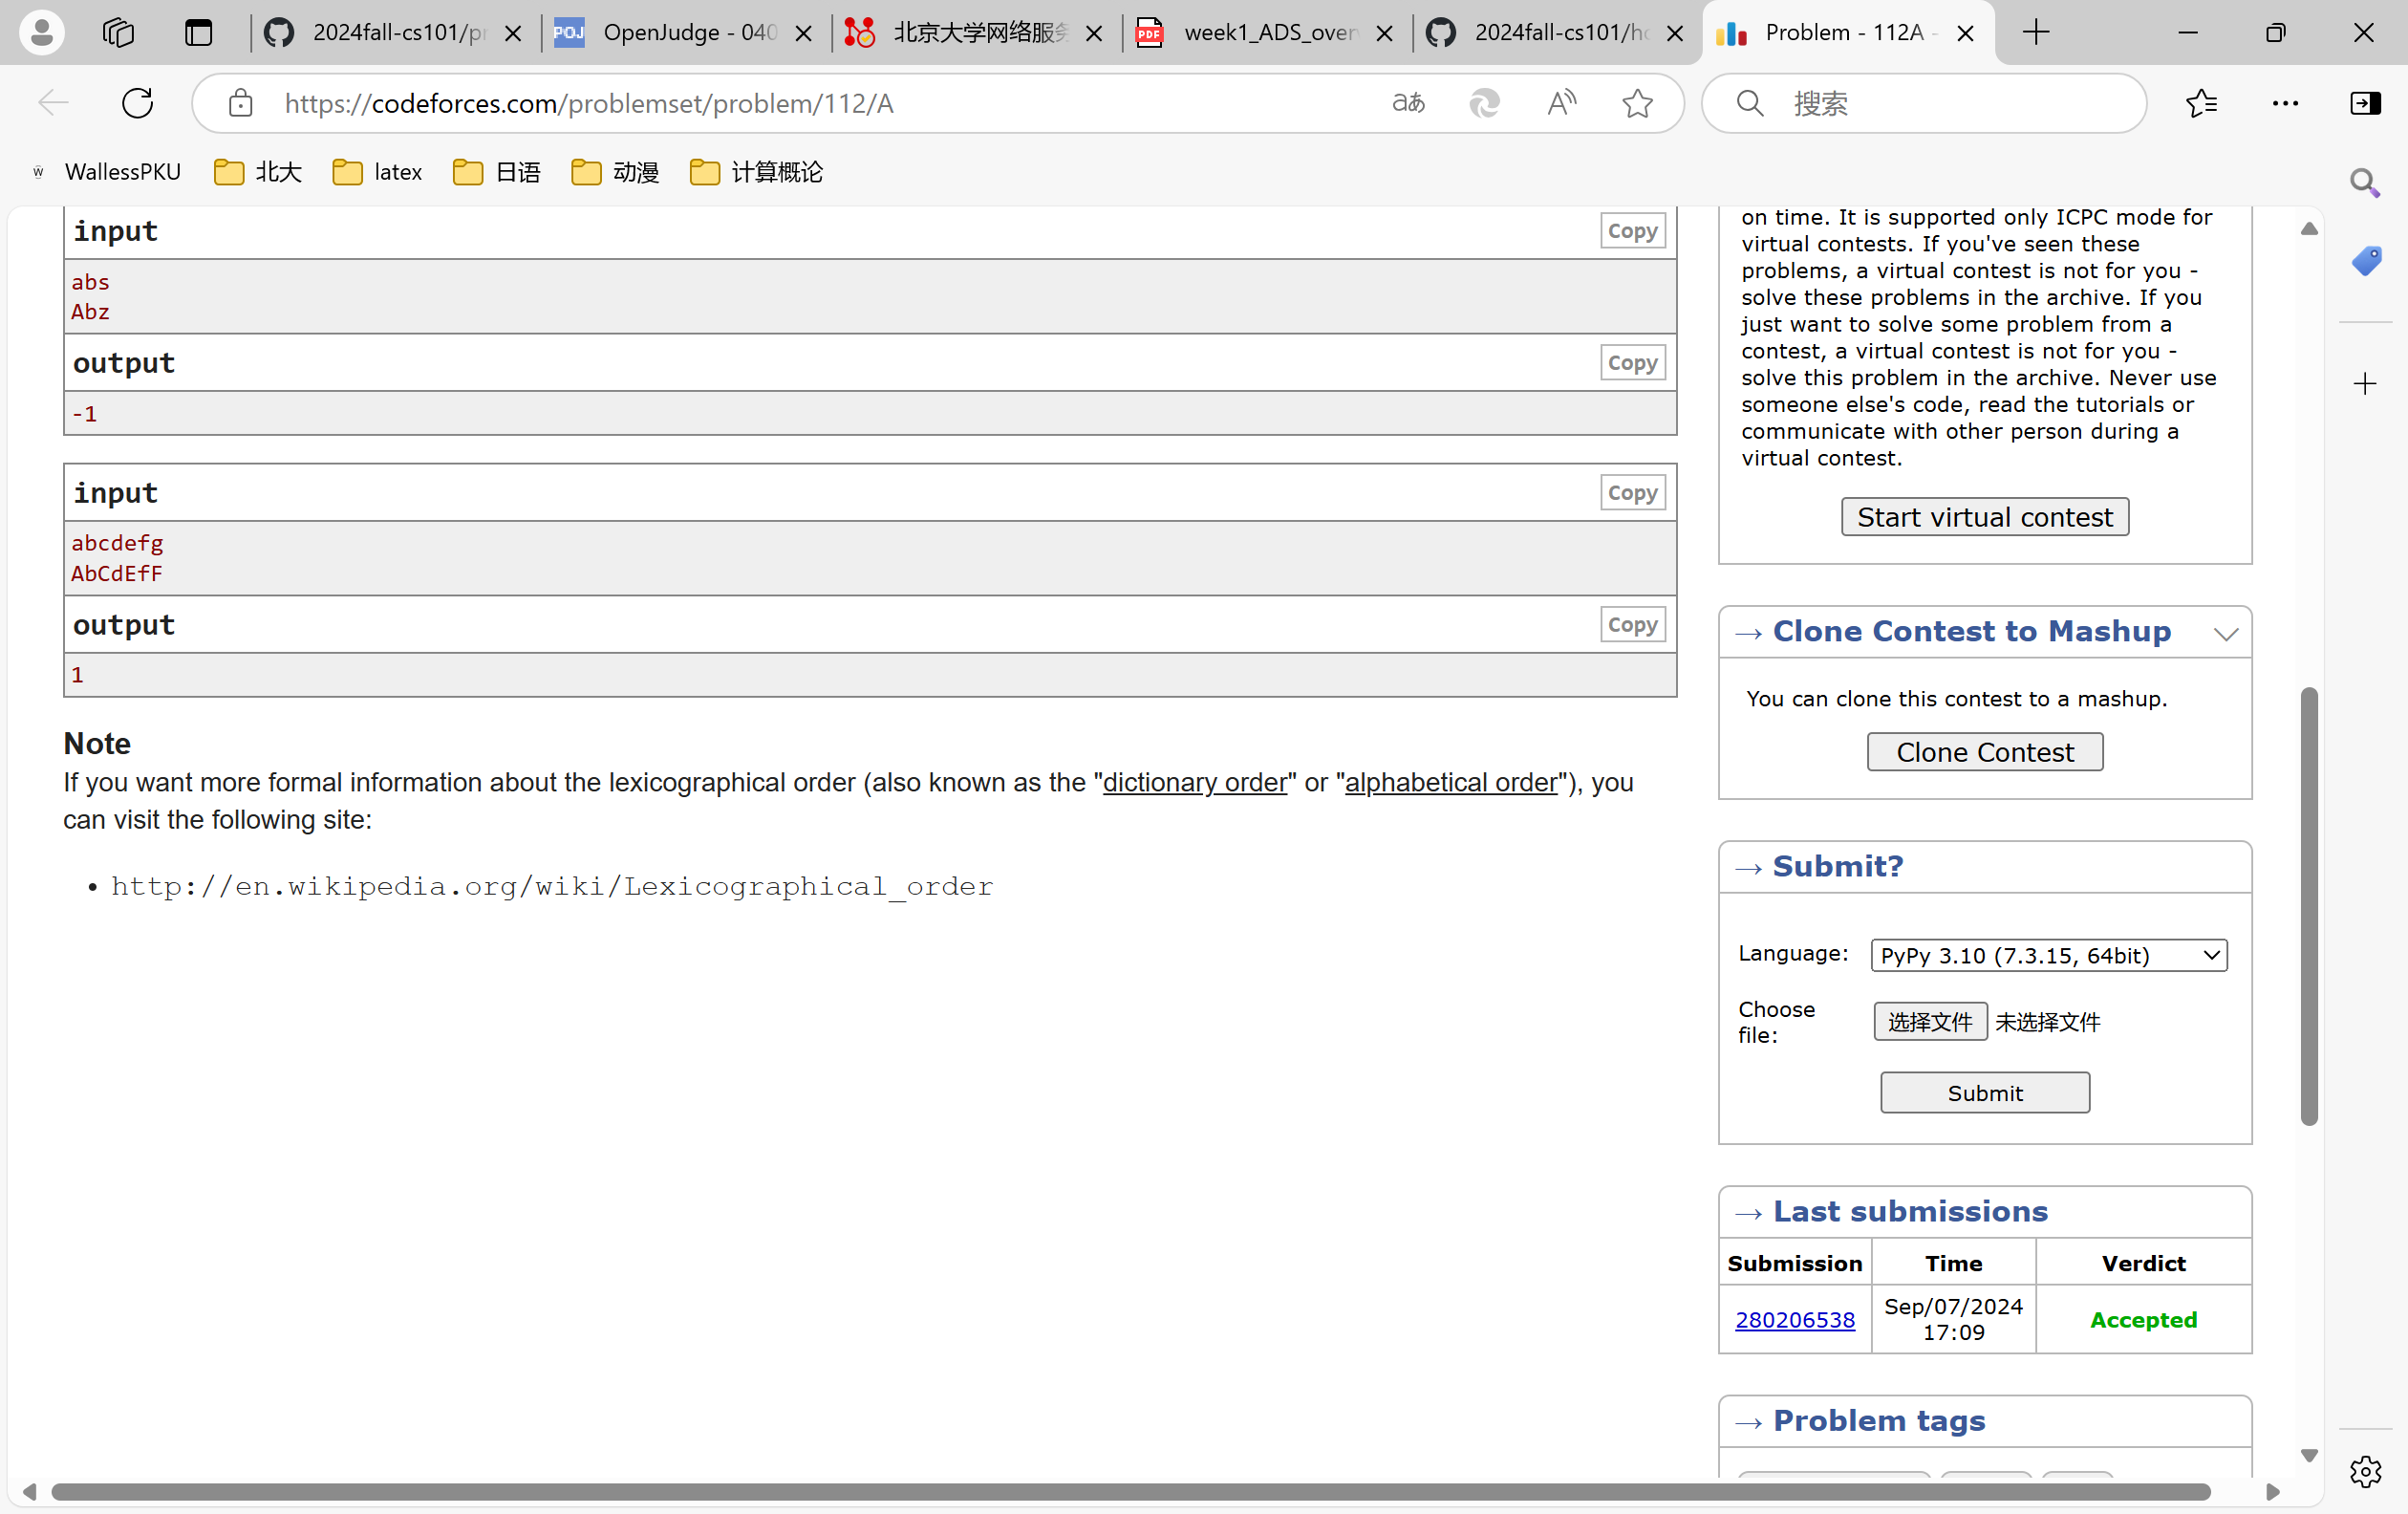 2024fall-cs101/pr
OpenJudge - 040
北京大学网络服务
week1_ADS_over
2024fall-cs101/ho
Problem - 112A -
https://codeforces.com/problemset/problem/112/A
搜索
WallessPKU
北大
latex
日语
动漫
计算概论
input
Copy
abs
Abz
output
Copy
-1
input
Copy
abcdefg
AbCdEfF
output
Copy
1
Note
If you want more formal information about the lexicographical order (also known as the "dictionary order" or "alphabetical order"), you
can visit the following site:
• http://en.wikipedia.org/wiki/Lexicographical_order
on time. It is supported only ICPC mode for
virtual contests. If you've seen these
problems, a virtual contest is not for you -
solve these problems in the archive. If you
just want to solve some problem from a
contest, a virtual contest is not for you -
solve this problem in the archive. Never use
someone else's code, read the tutorials or
communicate with other person during a
virtual contest.
Start virtual contest
→ Clone Contest to Mashup
You can clone this contest to a mashup.
Clone Contest
→ Submit?
Language:
PyPy 3.10 (7.3.15, 64bit)
Choose
file:
选择文件 未选择文件
Submit
→ Last submissions
Submission Time Verdict
280206538
Sep/07/2024
17:09
Accepted
→ Problem tags